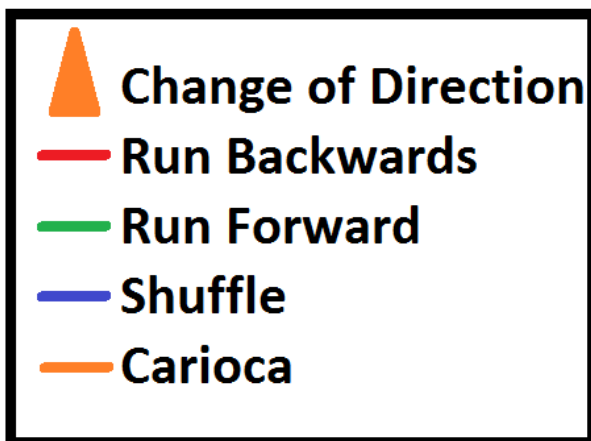 Change of Direction
Run Backwards
Run Forward
Shuffle
Carioca